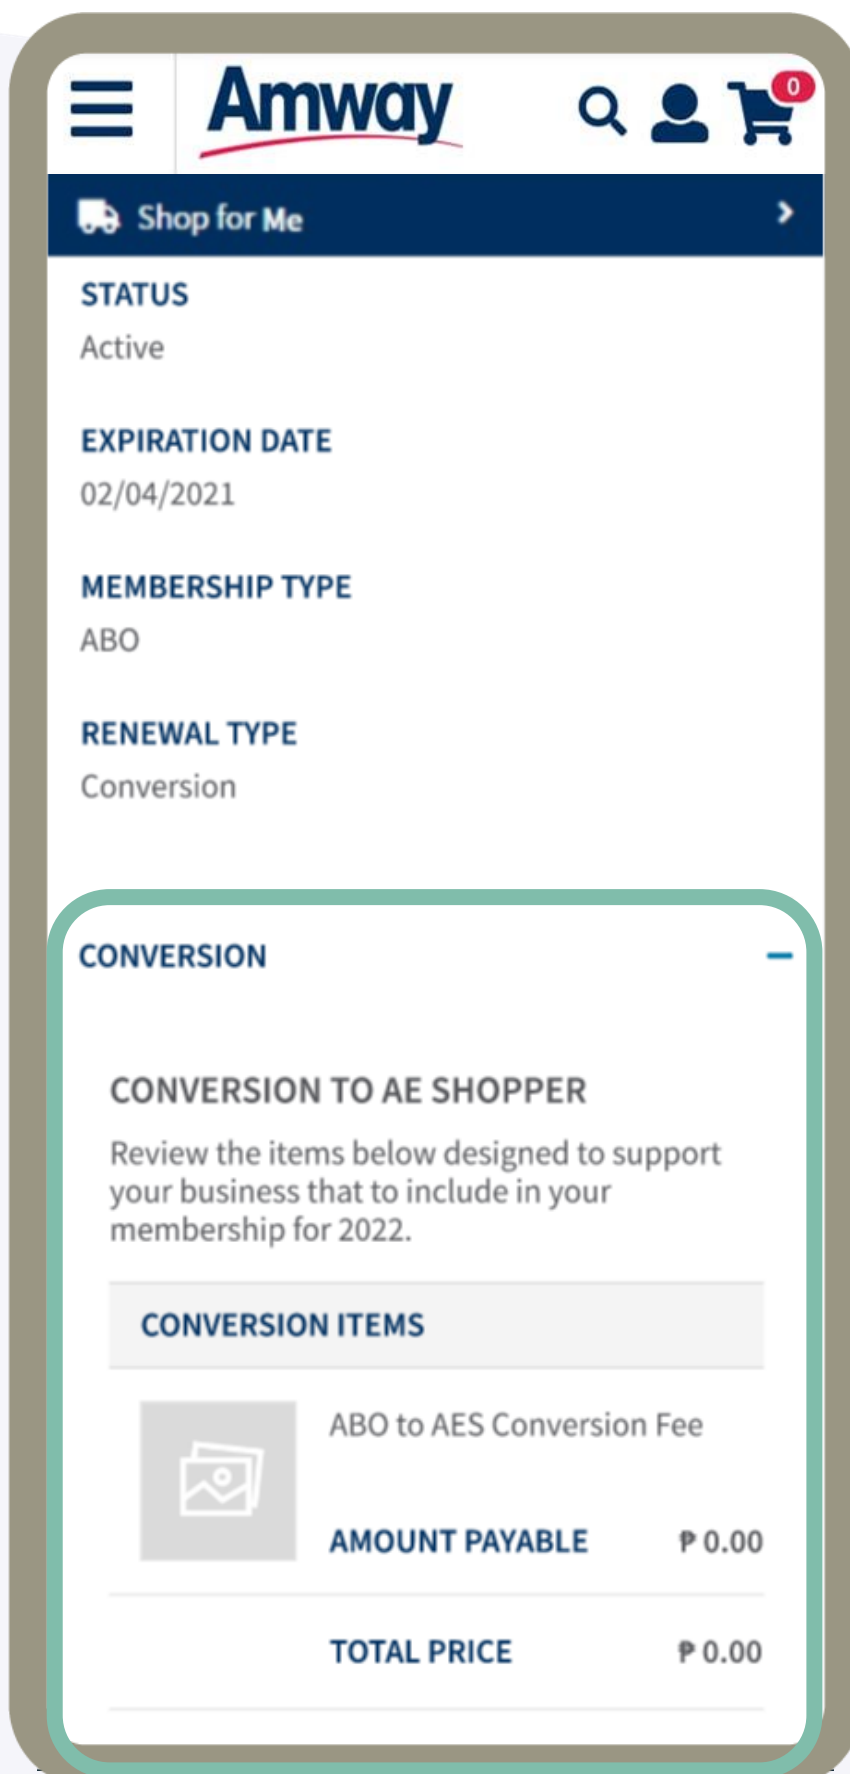 Amway
0
Shop for Me
STATUS
Active
EXPIRATION DATE
02/04/2021
MEMBERSHIP TYPE
ABO
RENEWAL TYPE
Conversion
CONVERSION
CONVERSION TO AE SHOPPER
Review the items below designed to support
your business that to include in your
membership for 2022.
CONVERSION ITEMS
ABO to AES Conversion Fee
AMOUNT PAYABLE ₱ 0.00
TOTAL PRICE ₱ 0.00